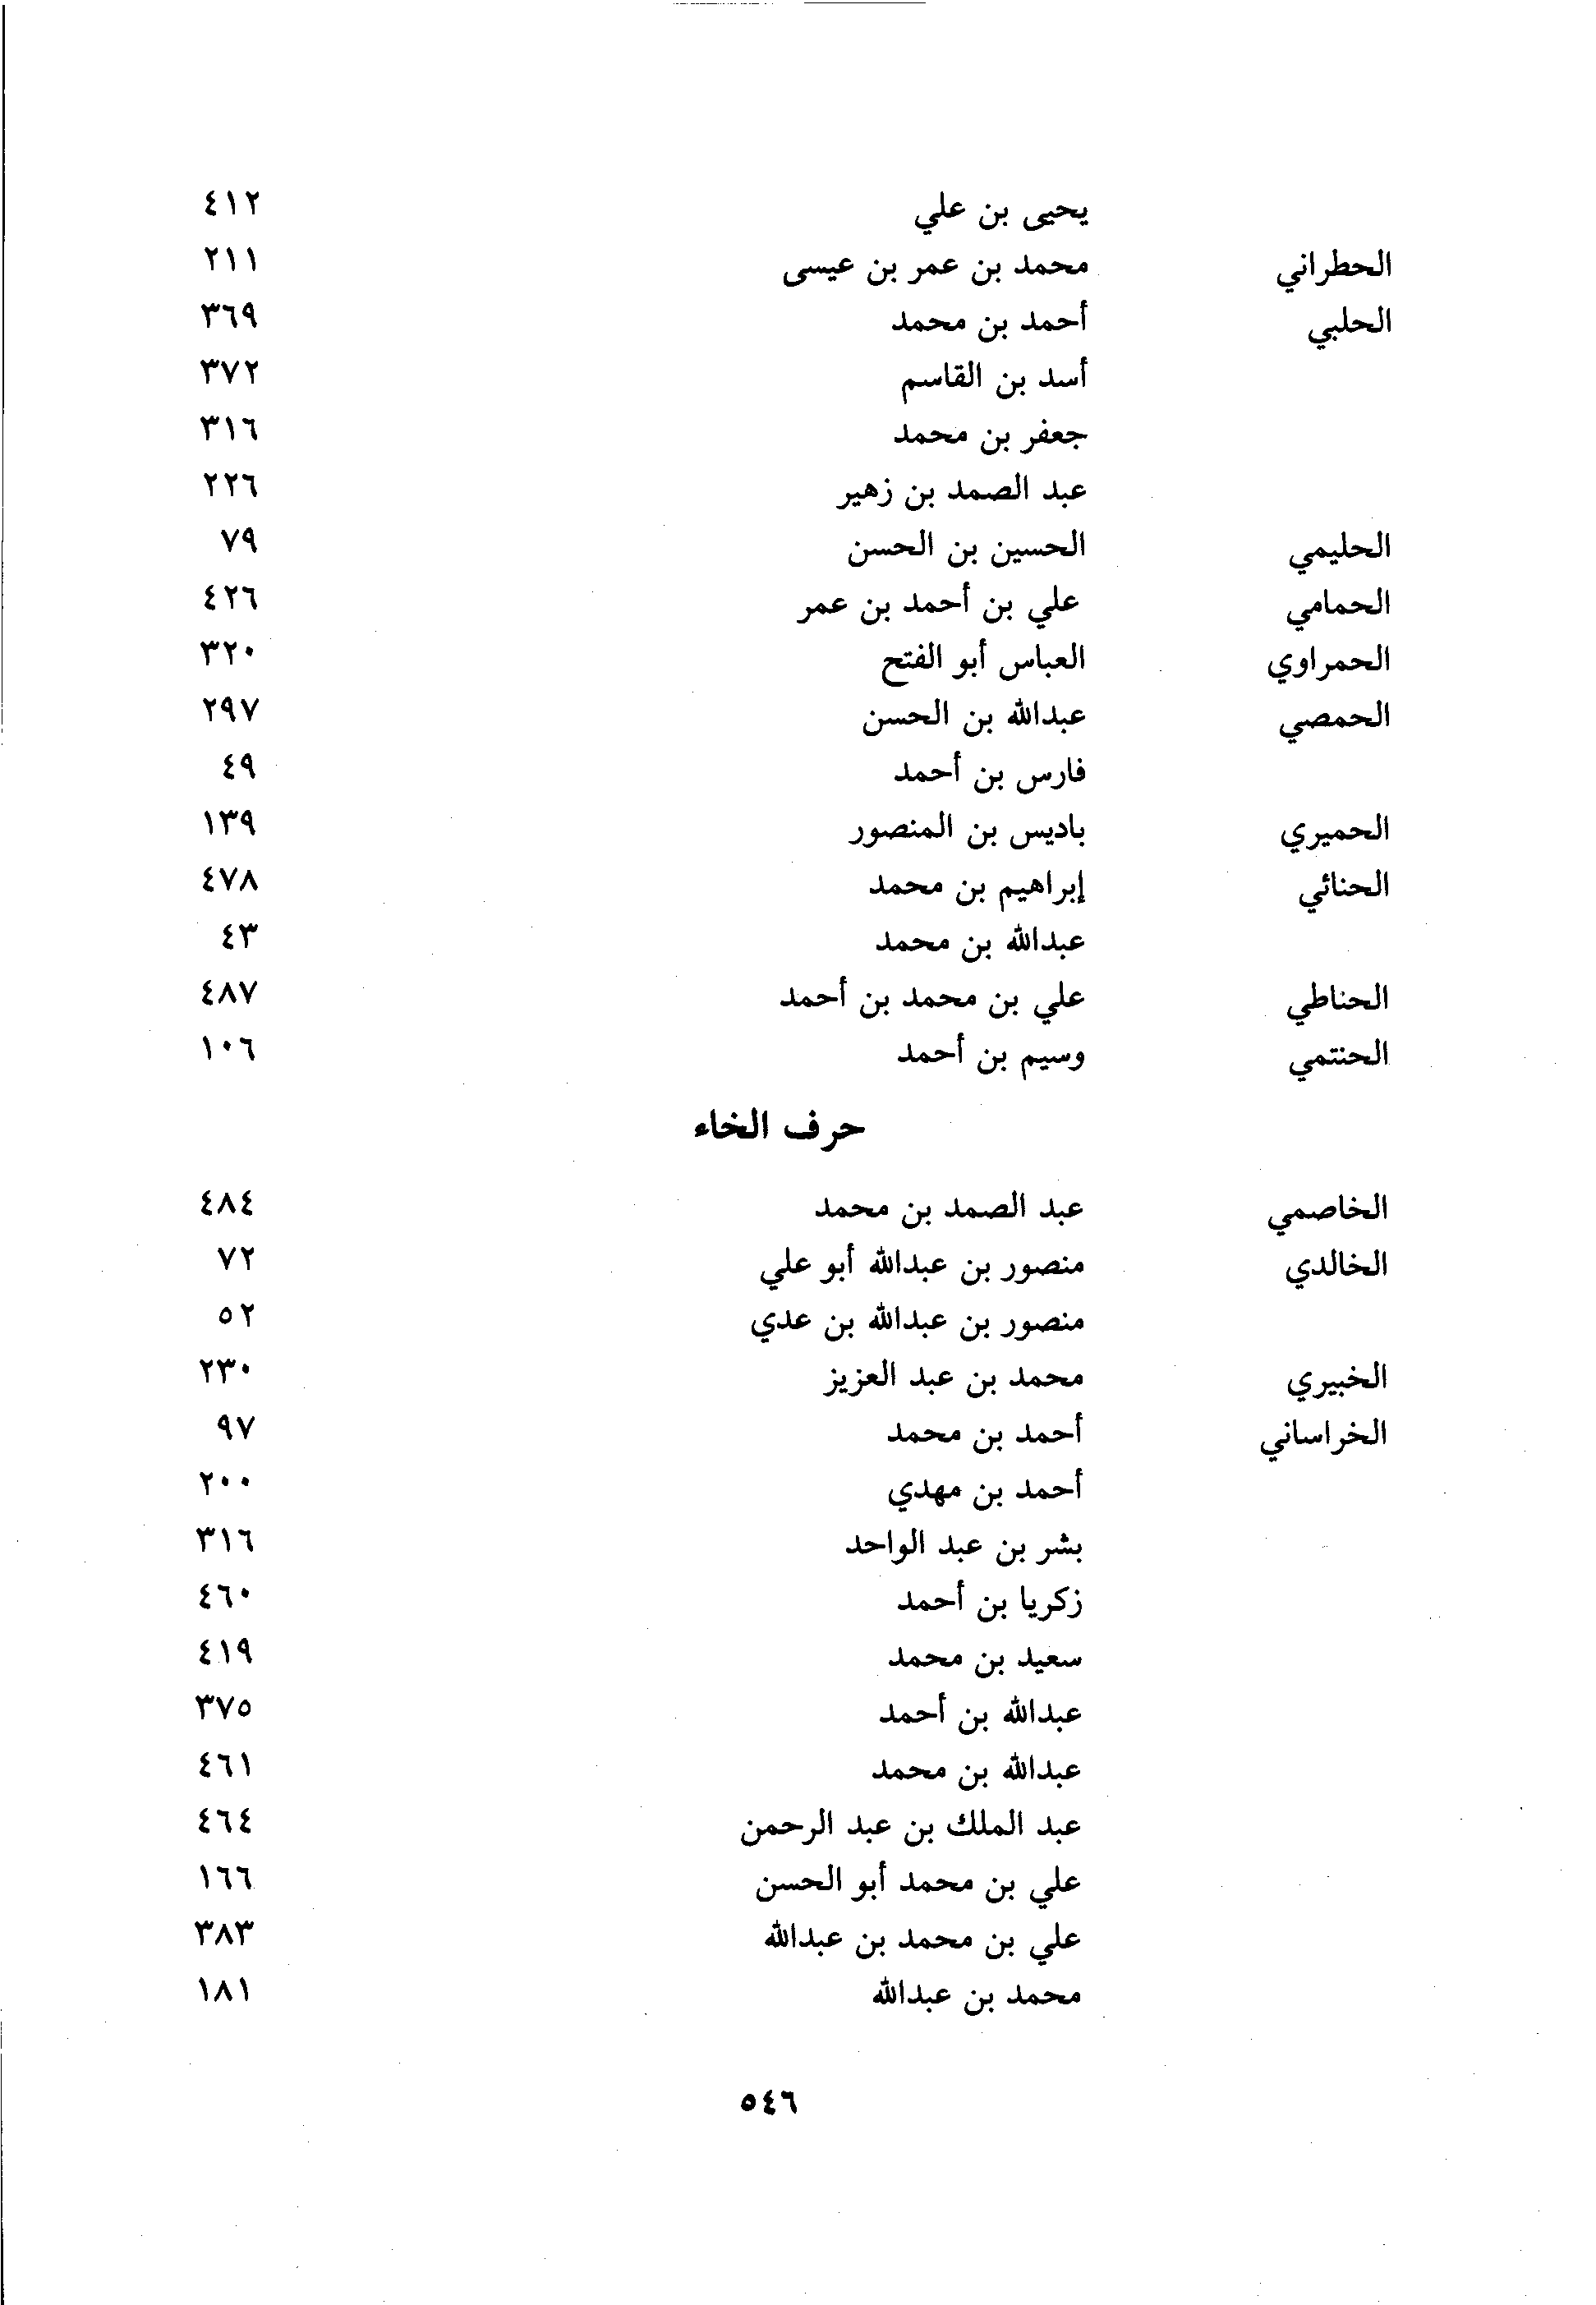 يحيى بن علي ٤١٢
الحطراني محمد بن عمر بن عيسى ٢١١
الحلبي أحمد بن محمد ٣٦٩
أسد بن القاسم ٣٧٢
جعفر بن محمد ٣١٦
عبد الصمد بن زهير ٢٢٦
الحليمي الحسين بن الحسن ٧٩
الحمامي علي بن أحمد بن عمر ٤٢٦
الحمراوي العباس أبو الفتح ٣٢٠
الحمصي عبدالله بن الحسن ٢٩٧
فارس بن أحمد ٤٩
الحميري باديس بن المنصور ١٣٩
الحنائي إبراهيم بن محمد ٤٧٨
عبدالله بن محمد ٤٣
الحناطي علي بن محمد بن أحمد ٤٨٧
الحنتمي وسيم بن أحمد ١٠٦
حرف الخاء
الخاصمي عبد الصمد بن محمد ٤٨٤
الخالدي منصور بن عبدالله أبو علي ٧٢
منصور بن عبدالله بن عدي ٥٢
الخبيري محمد بن عبد العزيز ٢٣٠
الخراساني أحمد بن محمد ٩٧
أحمد بن مهدي ٢٠٠
بشر بن عبد الواحد ٣١٦
زكريا بن أحمد ٤٦٠
سعيد بن محمد ٤١٩
عبدالله بن أحمد ٣٧٥
عبدالله بن محمد ٤٦١
عبد الملك بن عبد الرحمن ٤٦٤
علي بن محمد أبو الحسن ١٦٦
علي بن محمد بن عبدالله ٣٨٣
محمد بن عبدالله ١٨١
٥٤٦